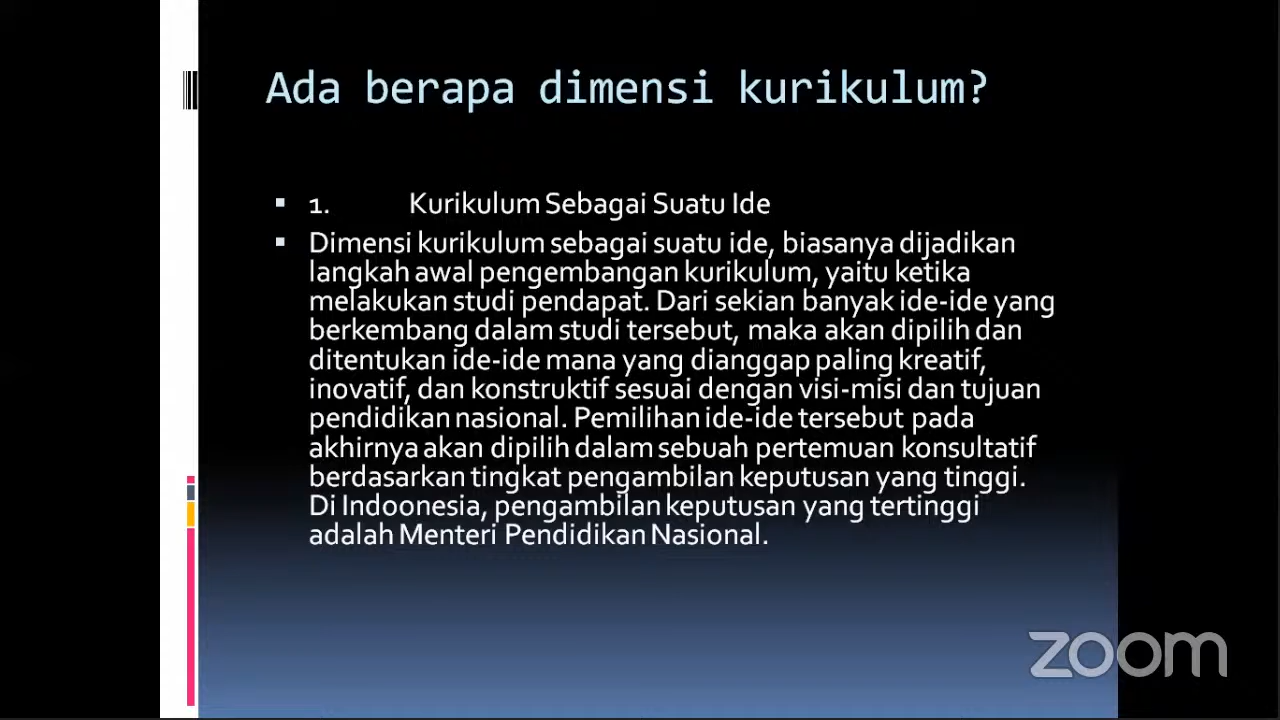 Ada berapa dimensi kurikulum?
1. Kurikulum Sebagai Suatu Ide
Dimensi kurikulum sebagai suatu ide, biasanya dijadikan
langkah awal pengembangan kurikulum, yaitu ketika
melakukan studi pendapat. Dari sekian banyak ide-ide yang
berkembang dalam studi tersebut, maka akan dipilih dan
ditentukan ide-ide mana yang dianggap paling kreatif,
inovatif, dan konstruktif sesuai dengan visi-misi dan tujuan
pendidikan nasional. Pemilihan ide-ide tersebut pada
akhirnya akan dipilih dalam sebuah pertemuan konsultatif
berdasarkan tingkat pengambilan keputusan yang tinggi.
Di Indoonesia, pengambilan keputusan yang tertinggi
adalah Menteri Pendidikan Nasional.
zoom